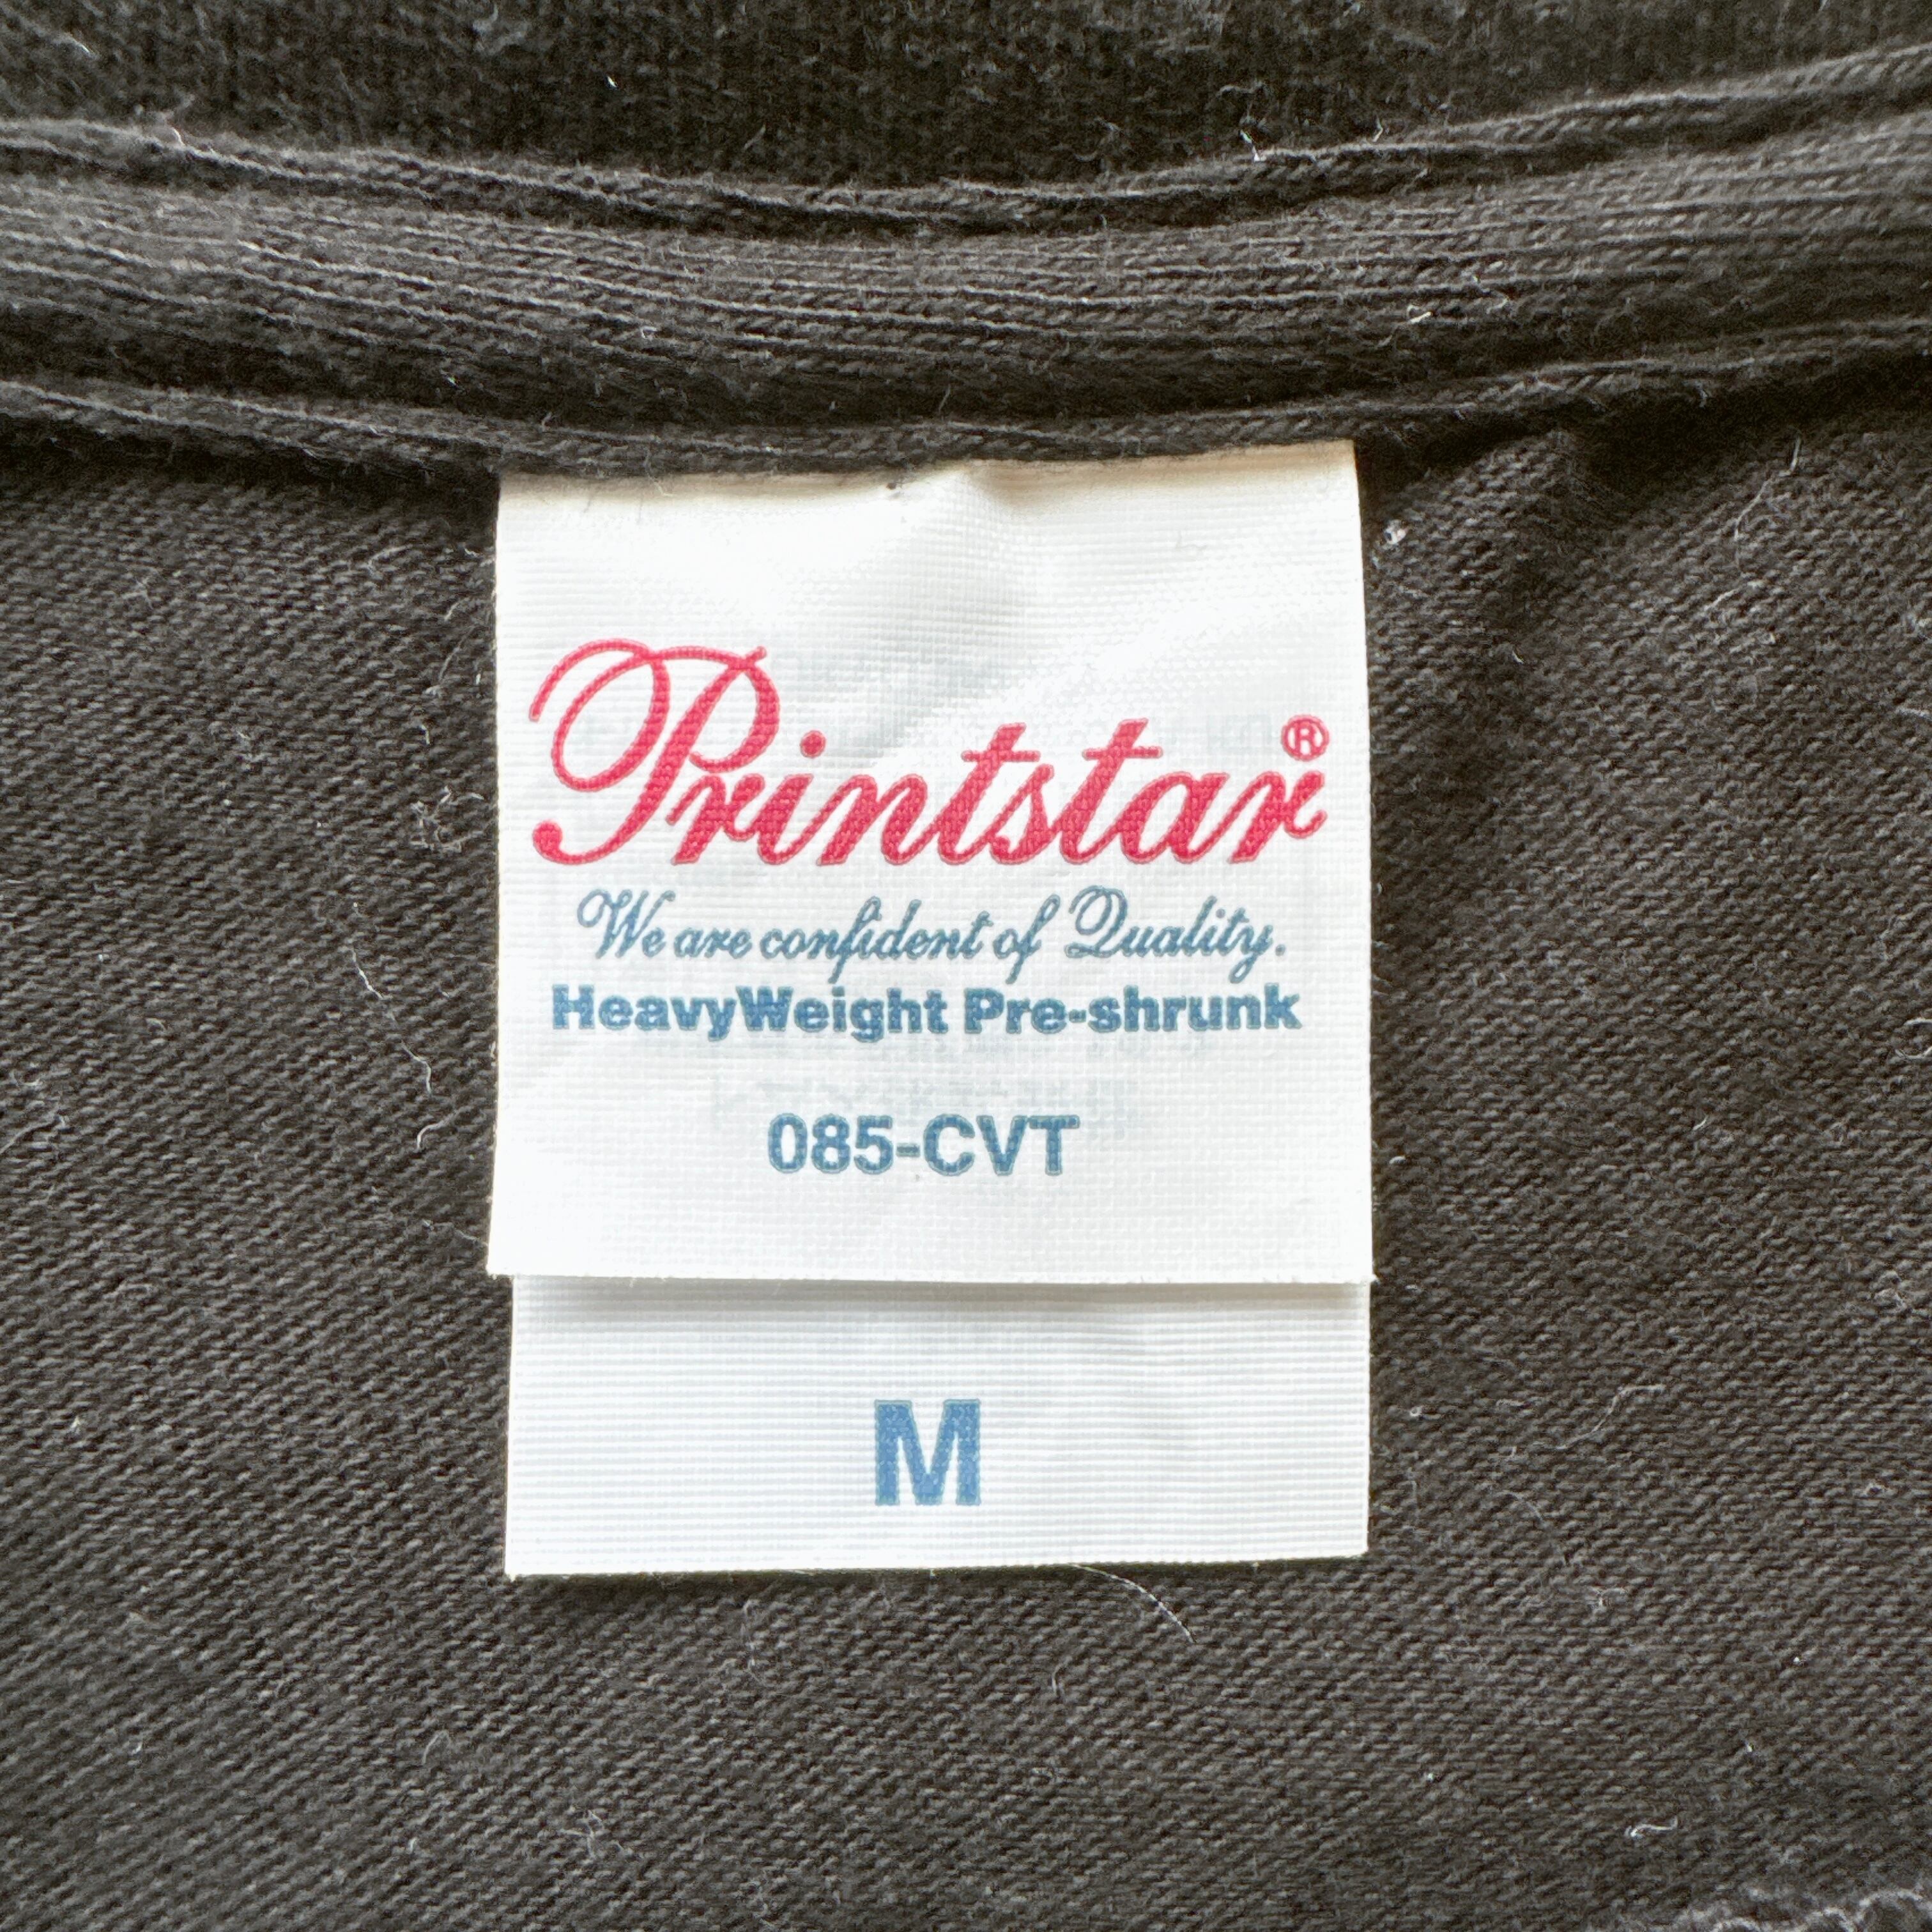 Printstar®
We are confident of Quality.
HeavyWeight Pre-shrunk
085-CVT
M